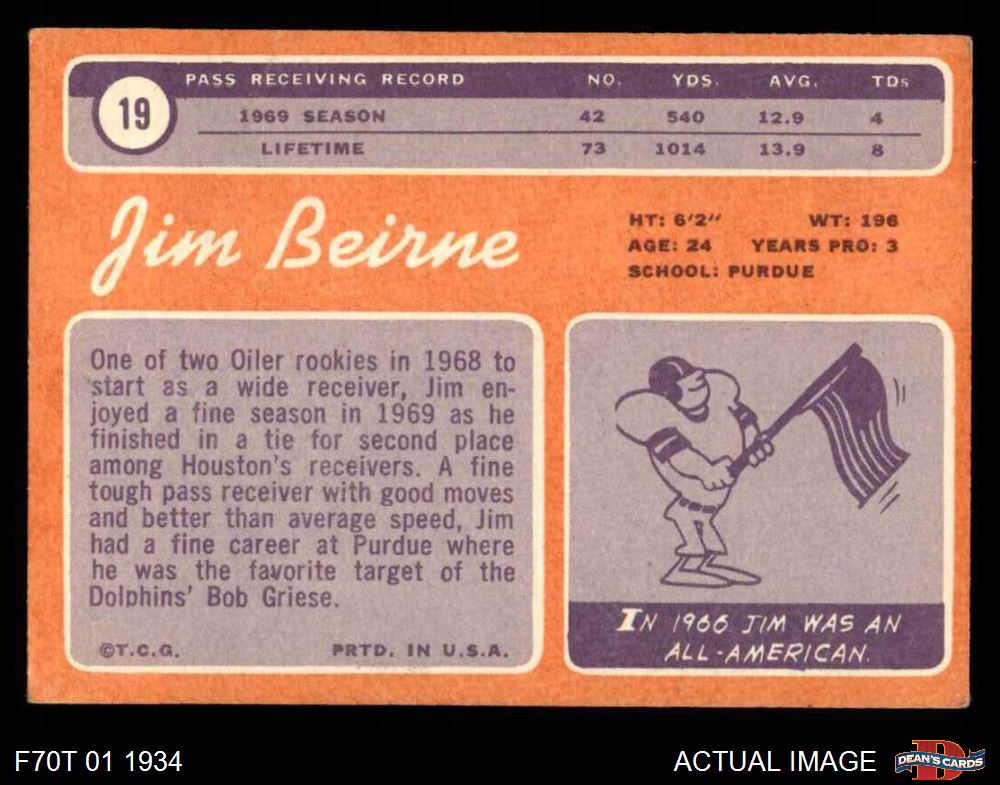 PASS RECEIVING RECORD NO. YDS. AVG. TDs
19
1969 SEASON 42 540 12.9 4
LIFETIME 73 1014 13.9 8
Jim Beirne
HT: 6'2" WT: 196
AGE: 24 YEARS PRO: 3
SCHOOL: PURDUE
One of two Oiler rookies in 1968 to
start as a wide receiver, Jim en-
joyed a fine season in 1969 as he
finished in a tie for second place
among Houston's receivers. A fine
tough pass receiver with good moves
and better than average speed, Jim
had a fine career at Purdue where
he was the favorite target of the
Dolphins' Bob Griese.
©T.C.G. PRTD. IN U.S.A.
IN 1966 JIM WAS AN
ALL-AMERICAN.
F70T 01 1934
ACTUAL IMAGE
D
DEAN'S CARDS